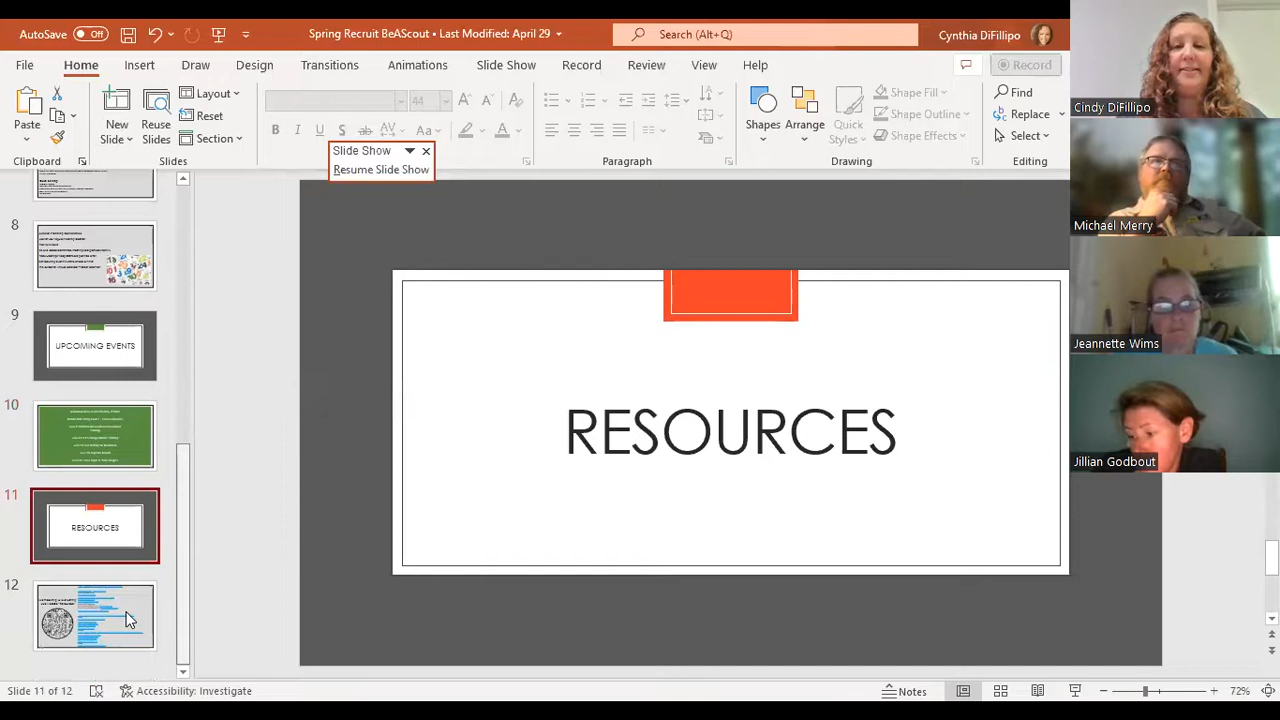 AutoSave Off
Spring Recruit BeAScout • Last Modified: April 29
Search (Alt+Q)
Cynthia DiFillipo
File Home Insert Draw Design Transitions Animations Slide Show Record Review View Help
Record
Paste
Clipboard
New Slide
Reuse Slides
Layout
Reset
Section
Slides
44
B I U S ab AV Aa A
Slide Show
Resume Slide Show
Paragraph
Shapes
Arrange
Quick Styles
Shape Fill
Shape Outline
Shape Effects
Drawing
Find
Replace
Select
Editing
Cindy DiFillipo
Michael Merry
Jeannette Wims
Jillian Godbout
8
9
UPCOMING EVENTS
10
11
RESOURCES
12
RESOURCES
Slide 11 of 12
Accessibility: Investigate
Notes
72%